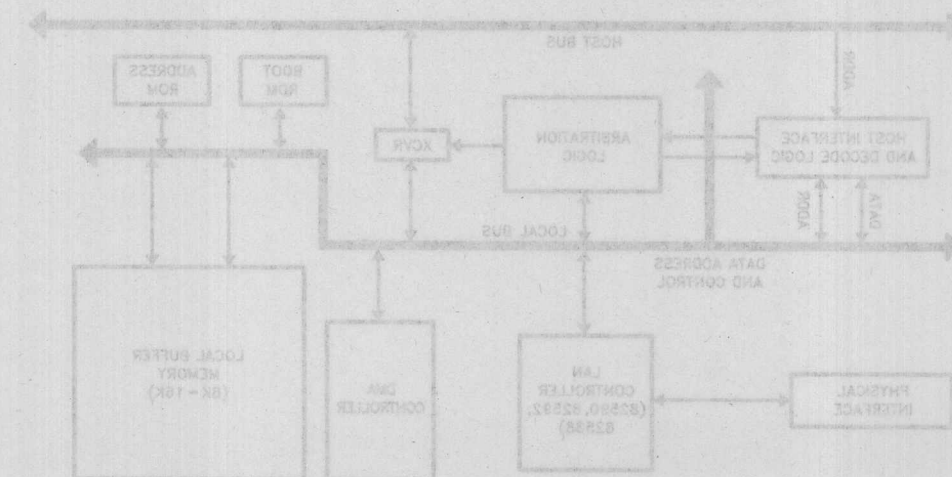 HOST BUS
ADDR
HOST INTERFACE
AND DECODE LOGIC
ARBITRATION
LOGIC
XCVR
BOOT
ROM
ADDRESS
ROM
DATA
ADDR
LOCAL BUS
DATA ADDRESS
AND CONTROL
PHYSICAL
INTERFACE
LAN
CONTROLLER
(82590, 82592,
82588)
DMA
CONTROLLER
LOCAL BUFFER
MEMORY
(8K – 16K)